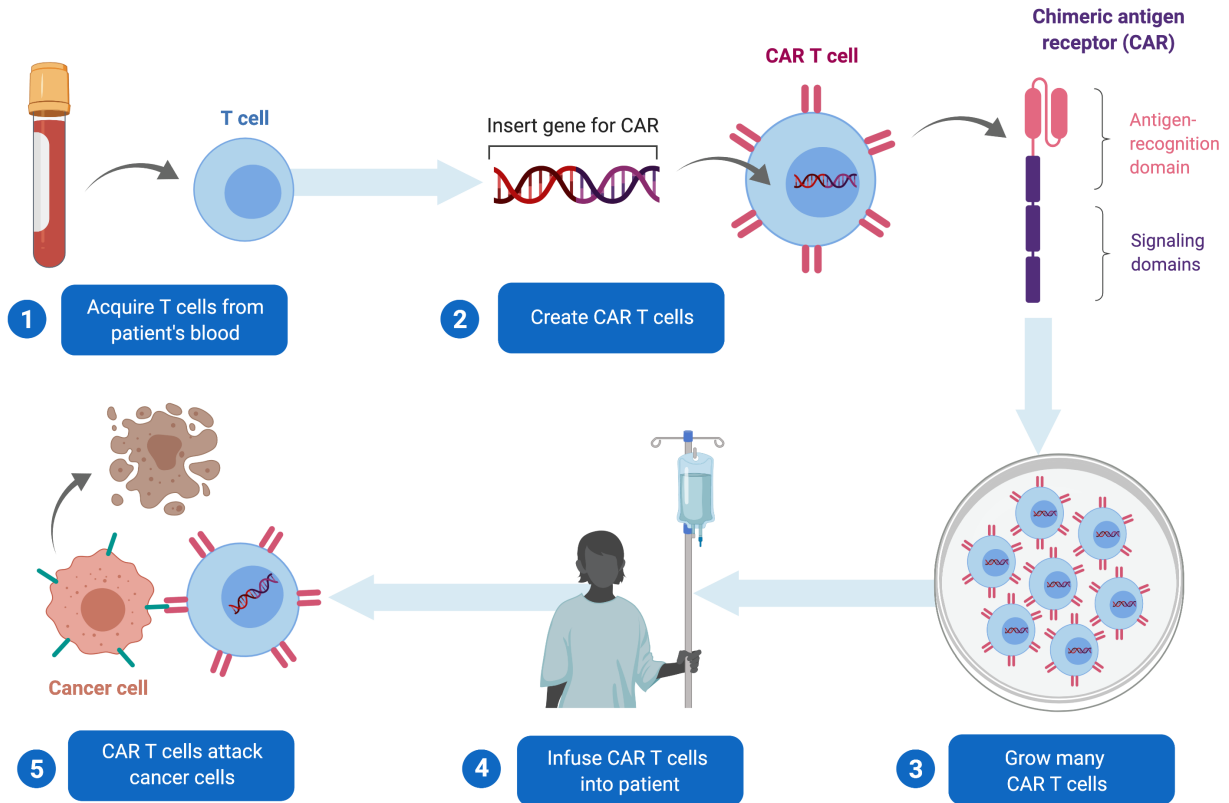 T cell
1
Acquire T cells from
patient's blood
Insert gene for CAR
CAR T cell
2
Create CAR T cells
Chimeric antigen
receptor (CAR)
Antigen-
recognition
domain
Signaling
domains
3
Grow many
CAR T cells
4
Infuse CAR T cells
into patient
Cancer cell
5
CAR T cells attack
cancer cells